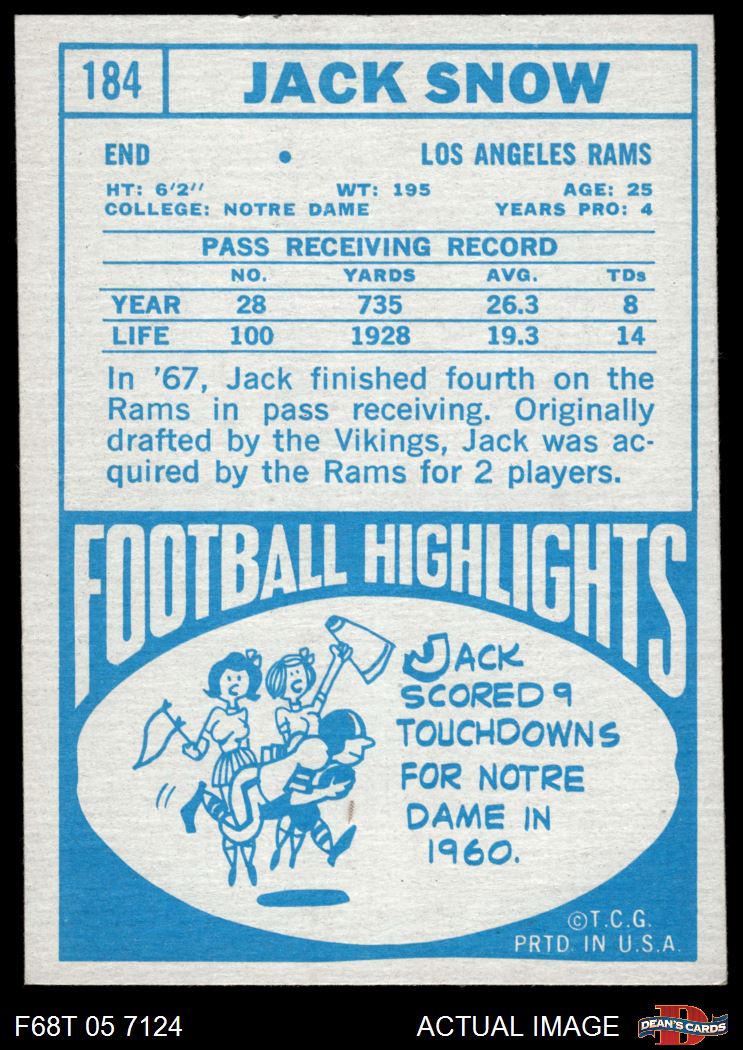 184 JACK SNOW
END • LOS ANGELES RAMS
HT: 6'2" WT: 195 AGE: 25
COLLEGE: NOTRE DAME YEARS PRO: 4
PASS RECEIVING RECORD
NO. YARDS AVG. TDs
YEAR 28 735 26.3 8
LIFE 100 1928 19.3 14
In '67, Jack finished fourth on the
Rams in pass receiving. Originally
drafted by the Vikings, Jack was ac-
quired by the Rams for 2 players.
FOOTBALL HIGHLIGHTS
JACK
SCORED 9
TOUCHDOWNS
FOR NOTRE
DAME IN
1960.
©T.C.G.
PRTD. IN U.S.A.
F68T 05 7124 ACTUAL IMAGE D DEAN'S CARDS